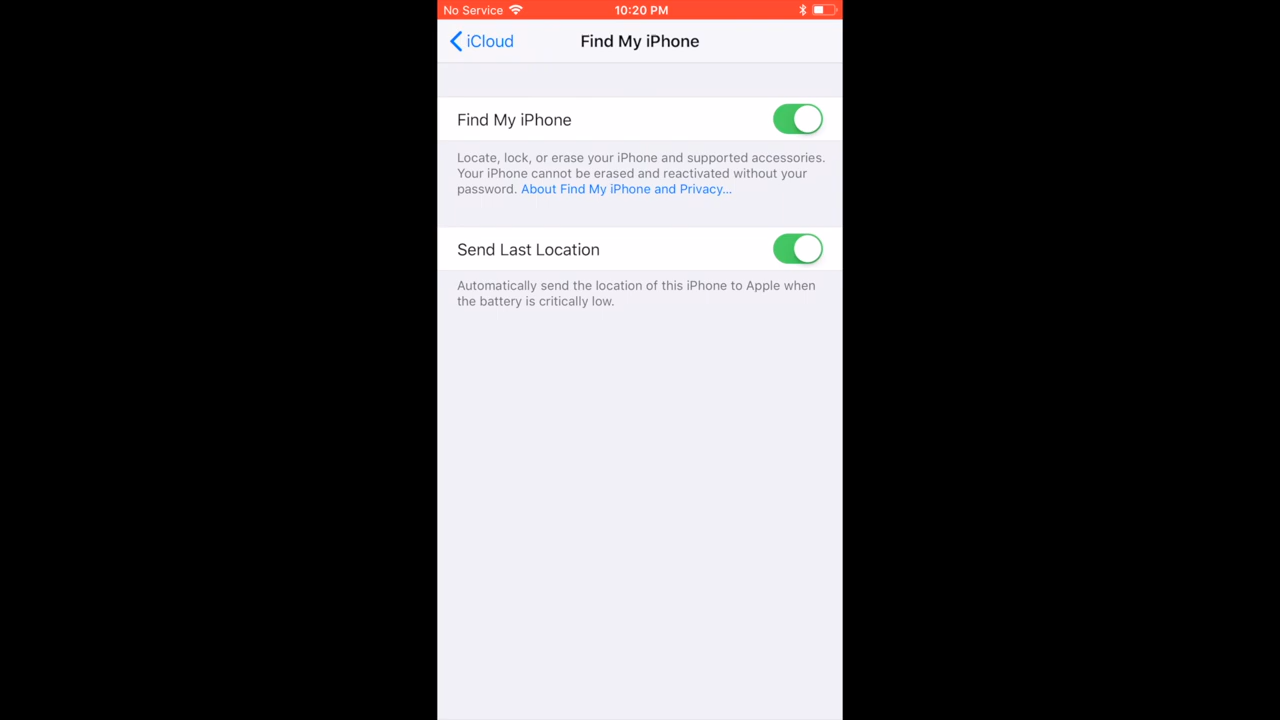 No Service 10:20 PM
iCloud Find My iPhone
Find My iPhone
Locate, lock, or erase your iPhone and supported accessories.
Your iPhone cannot be erased and reactivated without your
password. About Find My iPhone and Privacy...
Send Last Location
Automatically send the location of this iPhone to Apple when
the battery is critically low.